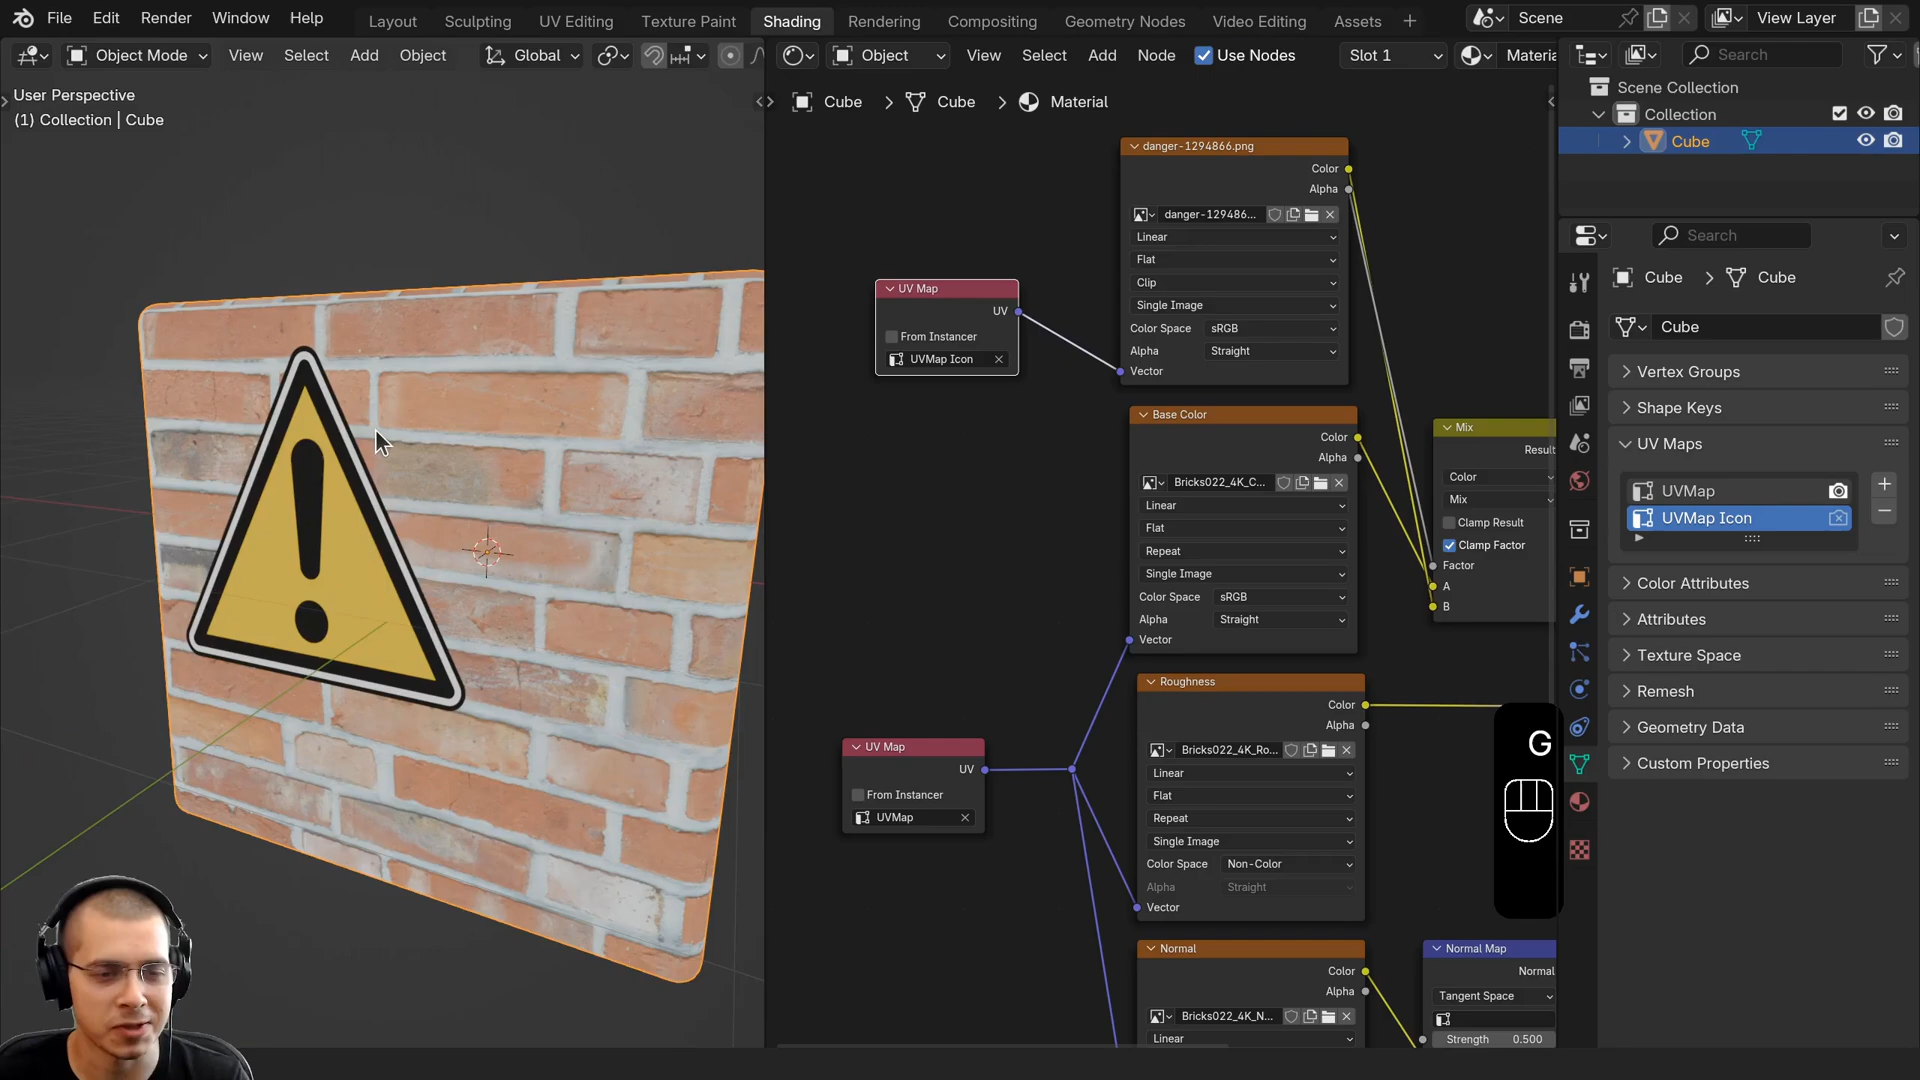 File Edit Render Window Help Layout Sculpting UV Editing Texture Paint Shading Rendering Compositing Geometry Nodes Video Editing Assets Scene View Layer
Object Mode View Select Add Object Global Object View Select Add Node Use Nodes Slot 1 Materia Search
User Perspective
(1) Collection | Cube
Cube > Cube > Material
Scene Collection
Collection
Cube
danger-1294866.png
Color
Alpha
danger-129486...
Linear
Flat
Clip
Single Image
Color Space sRGB
Alpha Straight
Vector
UV Map
UV
From Instancer
UVMap Icon
Base Color
Color
Alpha
Bricks022_4K_C...
Linear
Flat
Repeat
Single Image
Color Space sRGB
Alpha Straight
Vector
Mix
Result
Color
Mix
Clamp Result
Clamp Factor
Factor
A
B
Roughness
Color
Alpha
Bricks022_4K_Ro...
Linear
Flat
Repeat
Single Image
Color Space Non-Color
Alpha Straight
Vector
UV Map
UV
From Instancer
UVMap
Normal
Color
Alpha
Bricks022_4K_N...
Linear
Normal Map
Normal
Tangent Space
Strength 0.500
G
Search
Cube > Cube
Cube
Vertex Groups
Shape Keys
UV Maps
UVMap
UVMap Icon
Color Attributes
Attributes
Texture Space
Remesh
Geometry Data
Custom Properties